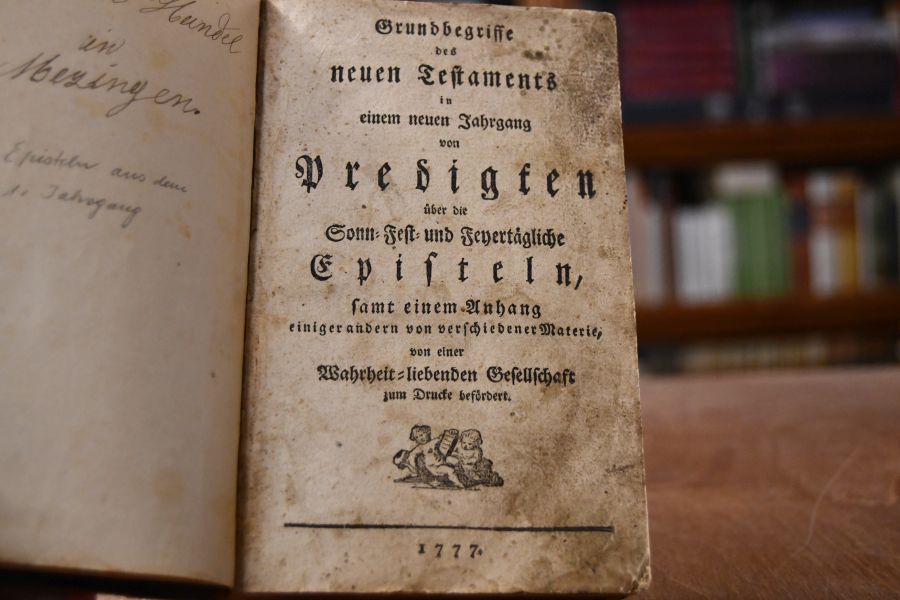 Heindel
in
Mezingen.
Episteln aus dem
1. Jahrgang
Grundbegriffe
des
neuen Testaments
in
einem neuen Jahrgang
von
Predigten
über die
Sonn- Fest- und Feyertägliche
Episteln,
samt einem Anhang
einiger andern von verschiedener Materie,
von einer
Wahrheit-liebenden Gesellschaft
zum Drucke befördert.
1777.